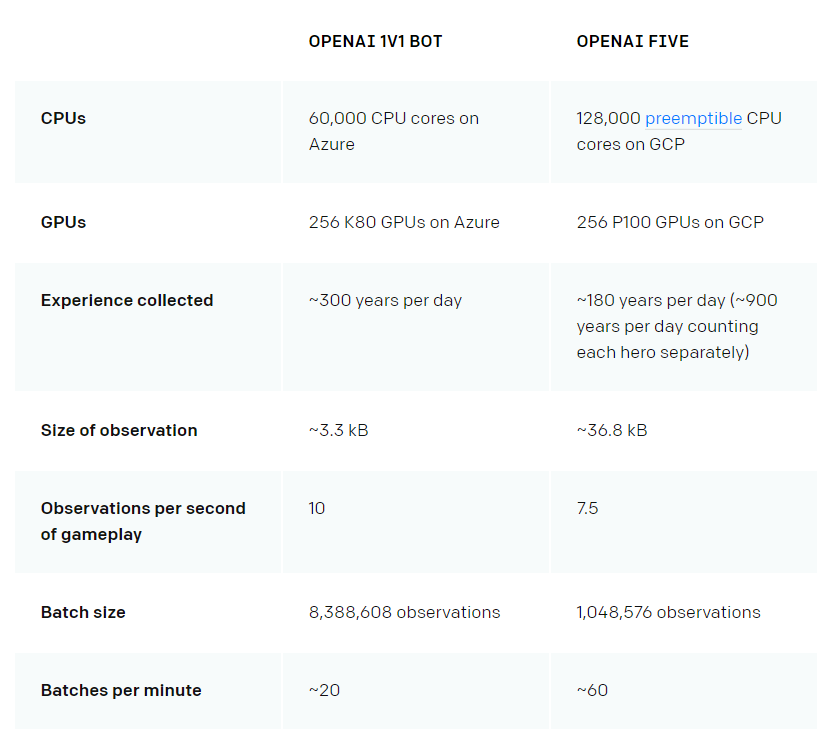 OPENAI 1V1 BOT OPENAI FIVE
CPUs 60,000 CPU cores on 128,000 preemptible CPU
Azure cores on GCP
GPUs 256 K80 GPUs on Azure 256 P100 GPUs on GCP
Experience collected ~300 years per day ~180 years per day (~900
years per day counting
each hero separately)
Size of observation ~3.3 kB ~36.8 kB
Observations per second 10 7.5
of gameplay
Batch size 8,388,608 observations 1,048,576 observations
Batches per minute ~20 ~60